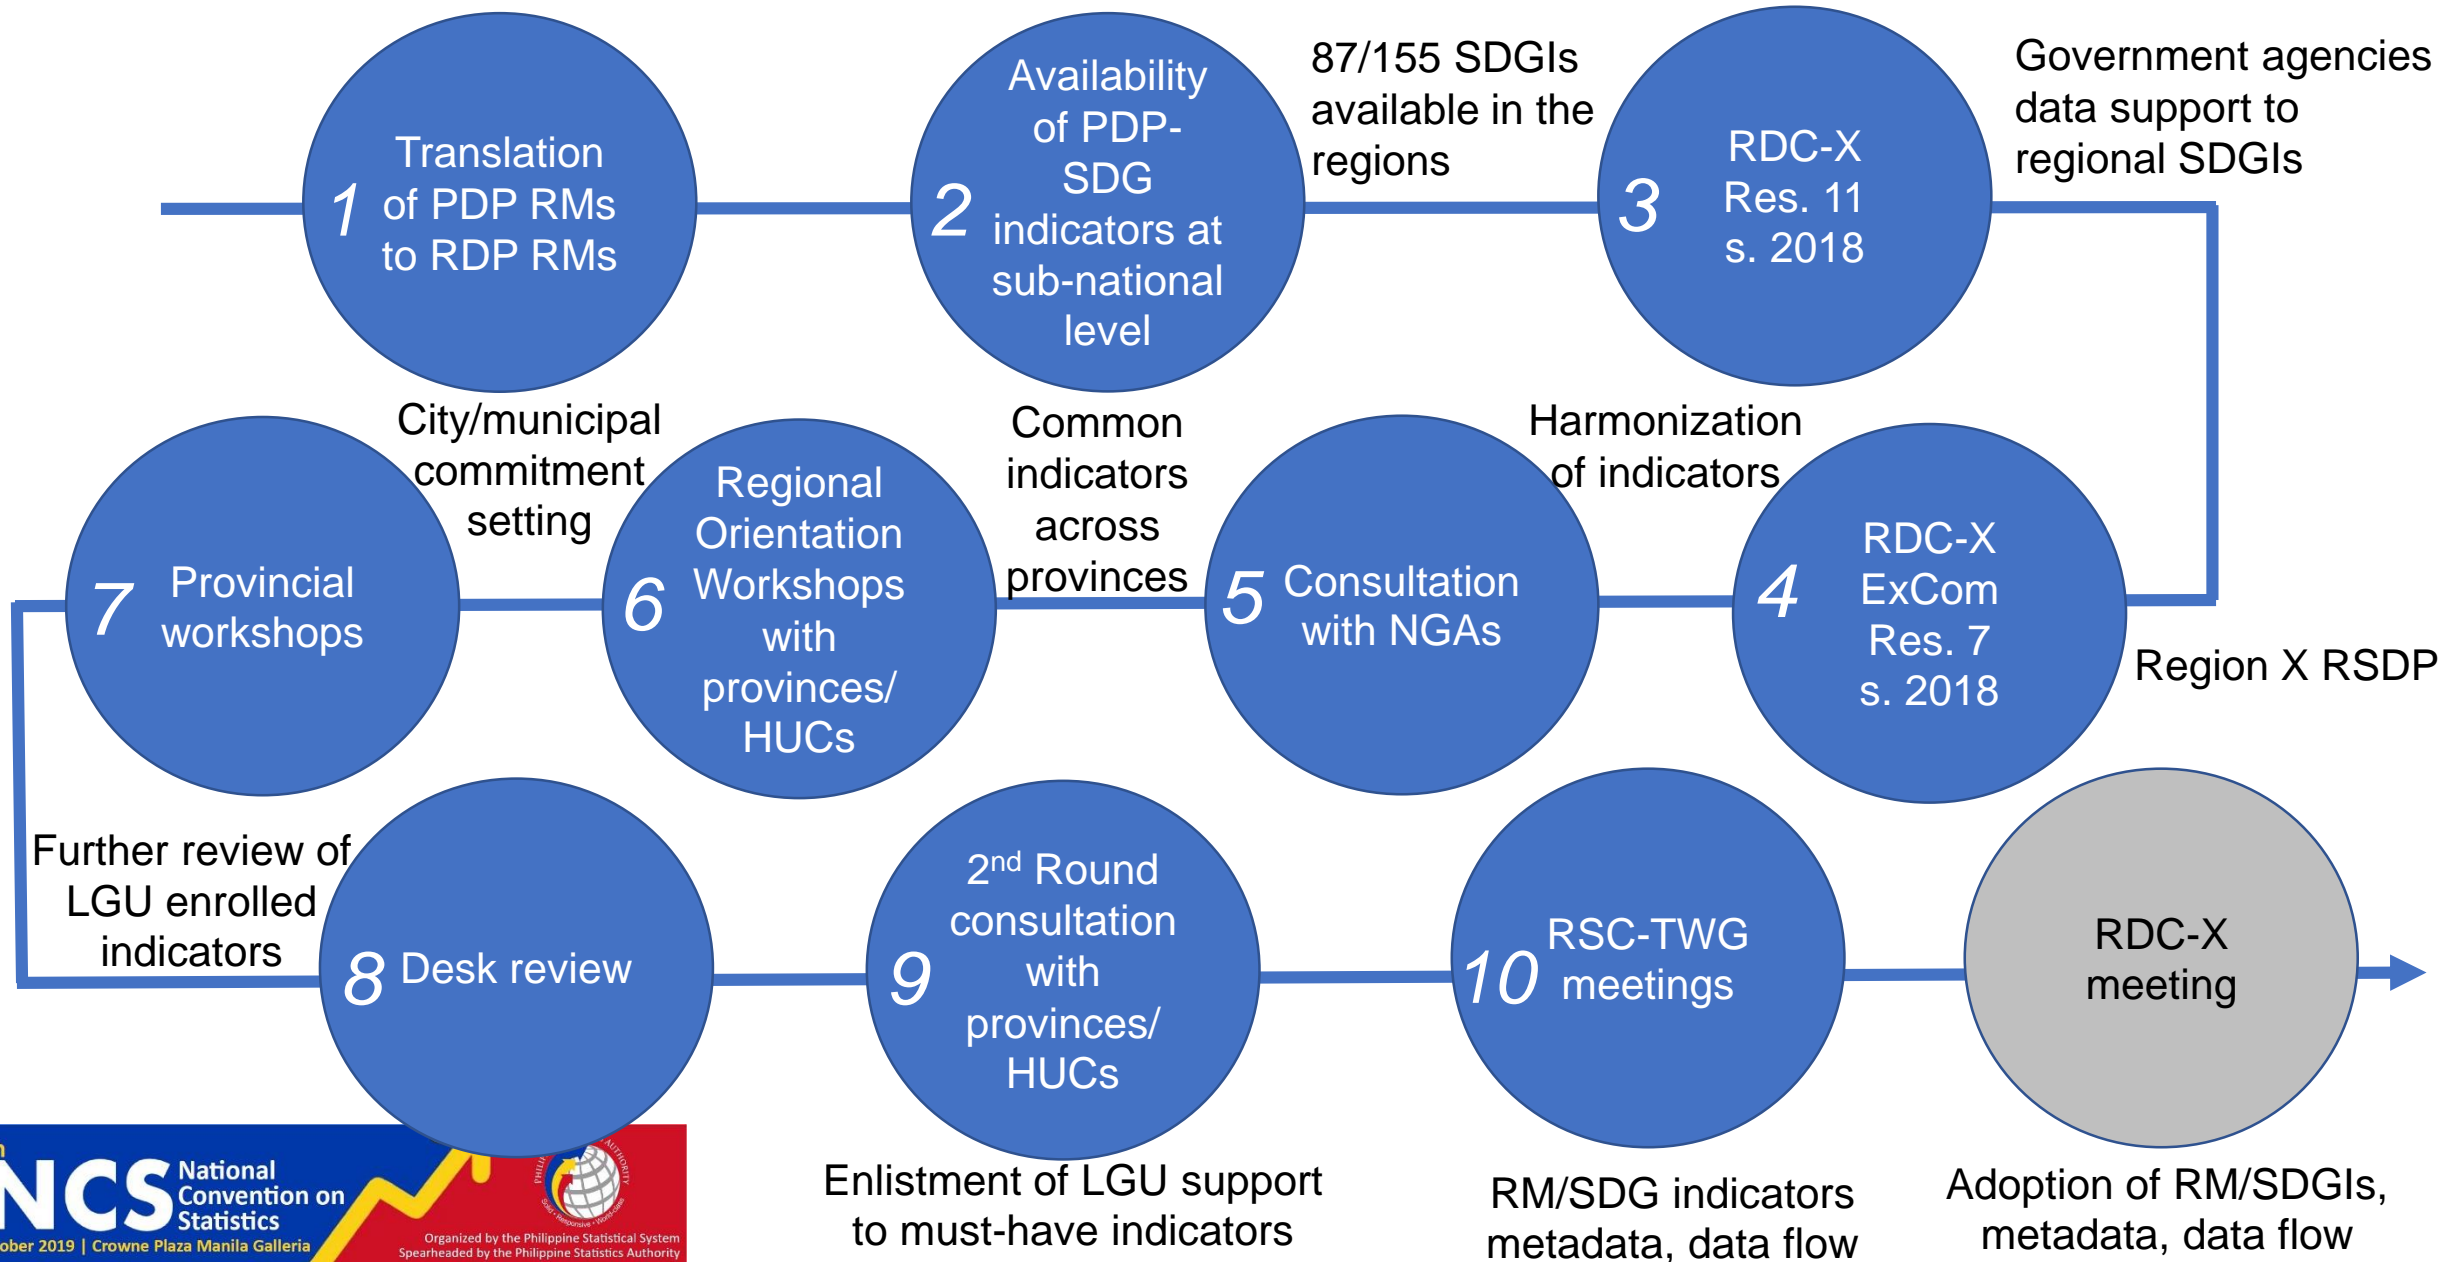 1
Translation
of PDP RMs
to RDP RMs
2
Availability
of PDP-
SDG
indicators at
sub-national
level
87/155 SDGIs
available in the
regions
3
RDC-X
Res. 11
s. 2018
Government agencies
data support to
regional SDGIs
4
RDC-X
ExCom
Res. 7
s. 2018
Region X RSDP
Harmonization
of indicators
5
Consultation
with NGAs
Common
indicators
across
provinces
6
Regional
Orientation
Workshops
with
provinces/
HUCs
City/municipal
commitment
setting
7
Provincial
workshops
Further review of
LGU enrolled
indicators
8
Desk review
9
2nd Round
consultation
with
provinces/
HUCs
Enlistment of LGU support
to must-have indicators
10
RSC-TWG
meetings
RM/SDG indicators
metadata, data flow
RDC-X
meeting
Adoption of RM/SDGIs,
metadata, data flow
NCS
National
Convention on
Statistics
2019 | Crowne Plaza Manila Galleria
Organized by the Philippine Statistical System
Spearheaded by the Philippine Statistics Authority